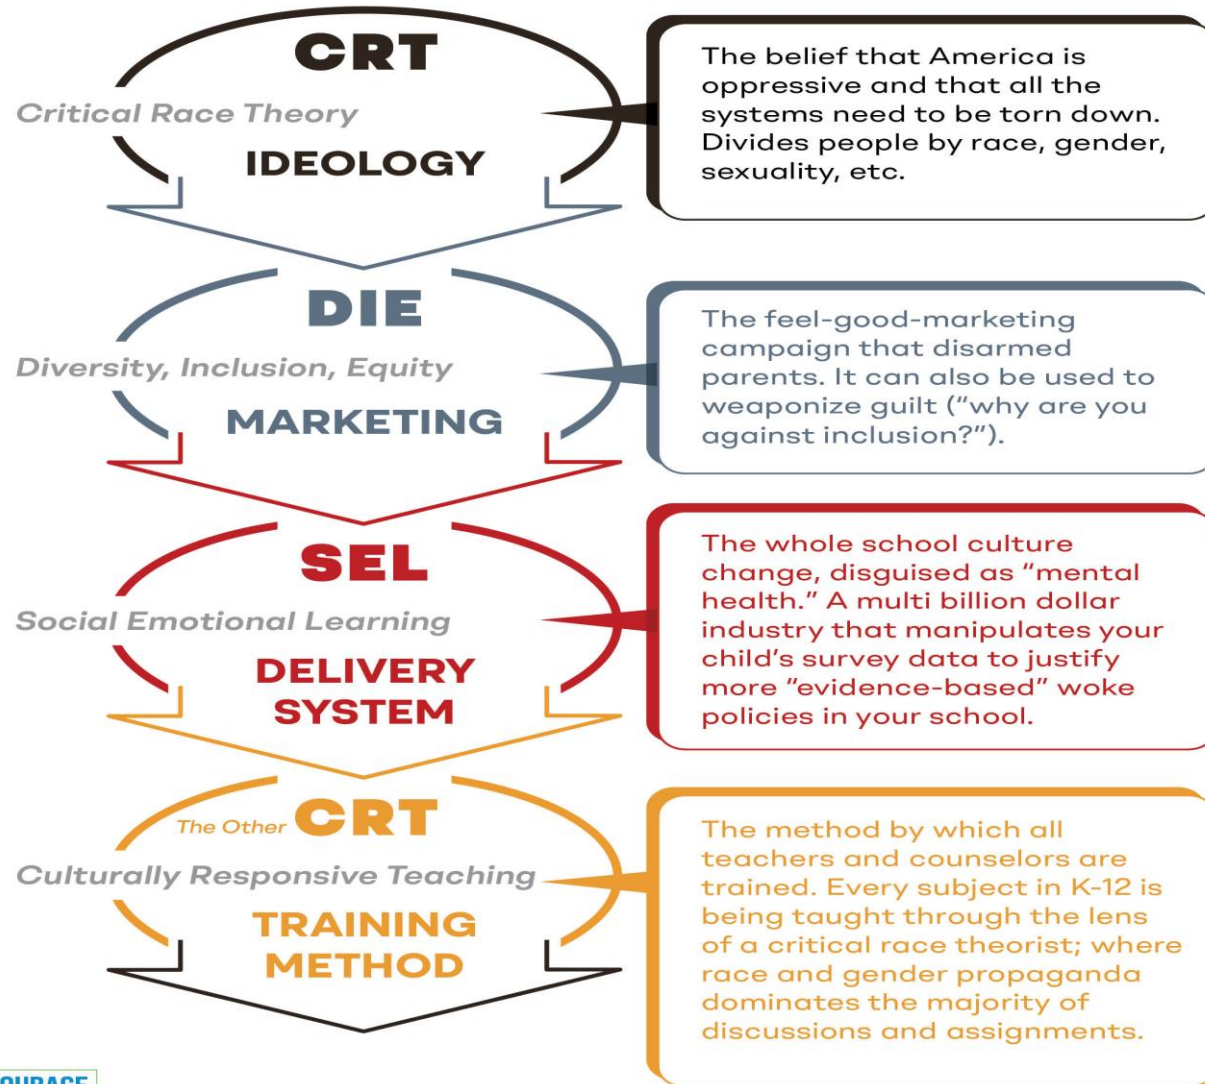 CRT
Critical Race Theory
IDEOLOGY
The belief that America is
oppressive and that all the
systems need to be torn down.
Divides people by race, gender,
sexuality, etc.
DIE
Diversity, Inclusion, Equity
MARKETING
The feel-good-marketing
campaign that disarmed
parents. It can also be used to
weaponize guilt (“why are you
against inclusion?”).
SEL
Social Emotional Learning
DELIVERY
SYSTEM
The whole school culture
change, disguised as “mental
health.” A multi billion dollar
industry that manipulates your
child’s survey data to justify
more “evidence-based” woke
policies in your school.
The Other CRT
Culturally Responsive Teaching
TRAINING
METHOD
The method by which all
teachers and counselors are
trained. Every subject in K-12 is
being taught through the lens
of a critical race theorist; where
race and gender propaganda
dominates the majority of
discussions and assignments.